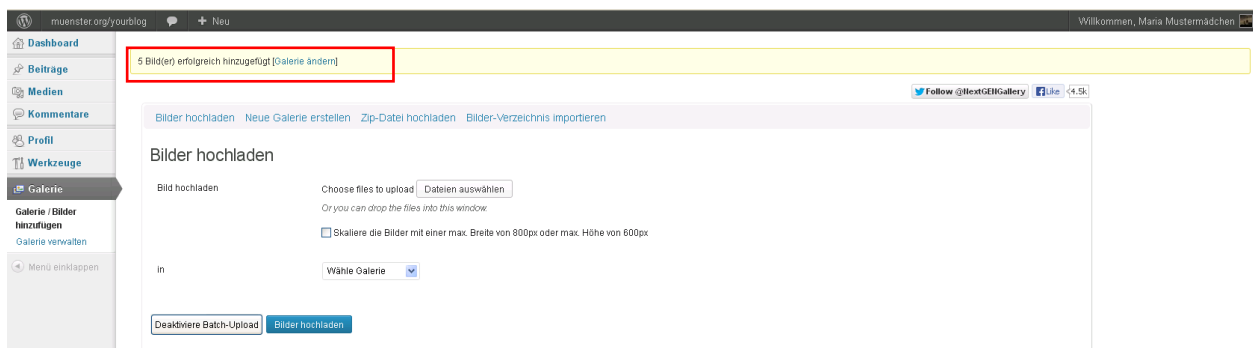 muenster.org/yourblog + Neu Willkommen, Maria Mustermädchen
Dashboard
Beiträge
Medien
Kommentare
Profil
Werkzeuge
Galerie
Galerie / Bilder
hinzufügen
Galerie verwalten
Menü einklappen
5 Bild(er) erfolgreich hinzugefügt [Galerie ändern]
Follow @NextGENGallery Like 4.5k
Bilder hochladen Neue Galerie erstellen Zip-Datei hochladen Bilder-Verzeichnis importieren
Bilder hochladen
Bild hochladen Choose files to upload Dateien auswählen
Or you can drop the files into this window.
Skaliere die Bilder mit einer max. Breite von 800px oder max. Höhe von 600px
in Wähle Galerie
Deaktiviere Batch-Upload Bilder hochladen